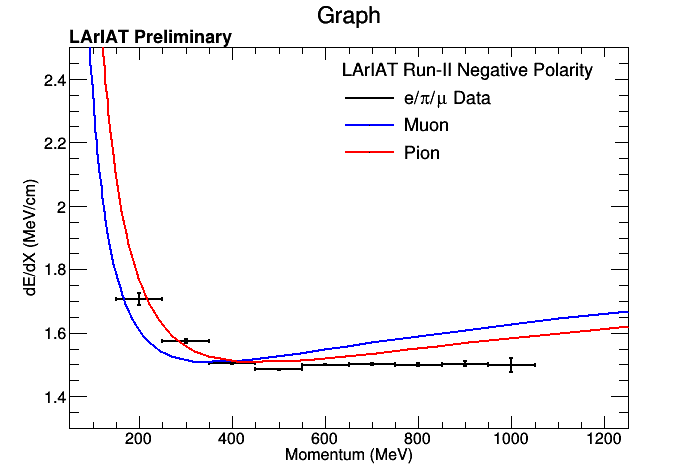 Graph
LArIAT Preliminary
LArIAT Run-II Negative Polarity
e/π/μ Data
Muon
Pion
dE/dX (MeV/cm)
2.4
2.2
2
1.8
1.6
1.4
200 400 600 800 1000 1200
Momentum (MeV)